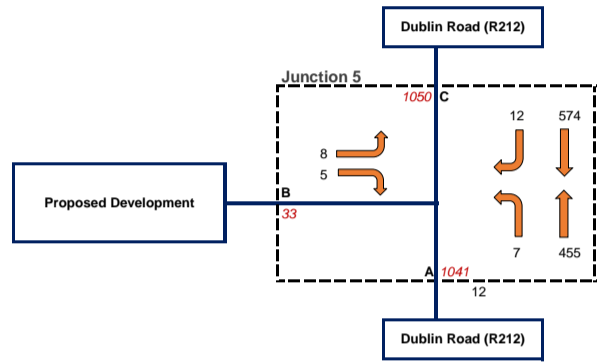 Dublin Road (R212)
Junction 5
1050 C
12 574
8
5
Proposed Development
B
33
7 455
A 1041
12
Dublin Road (R212)